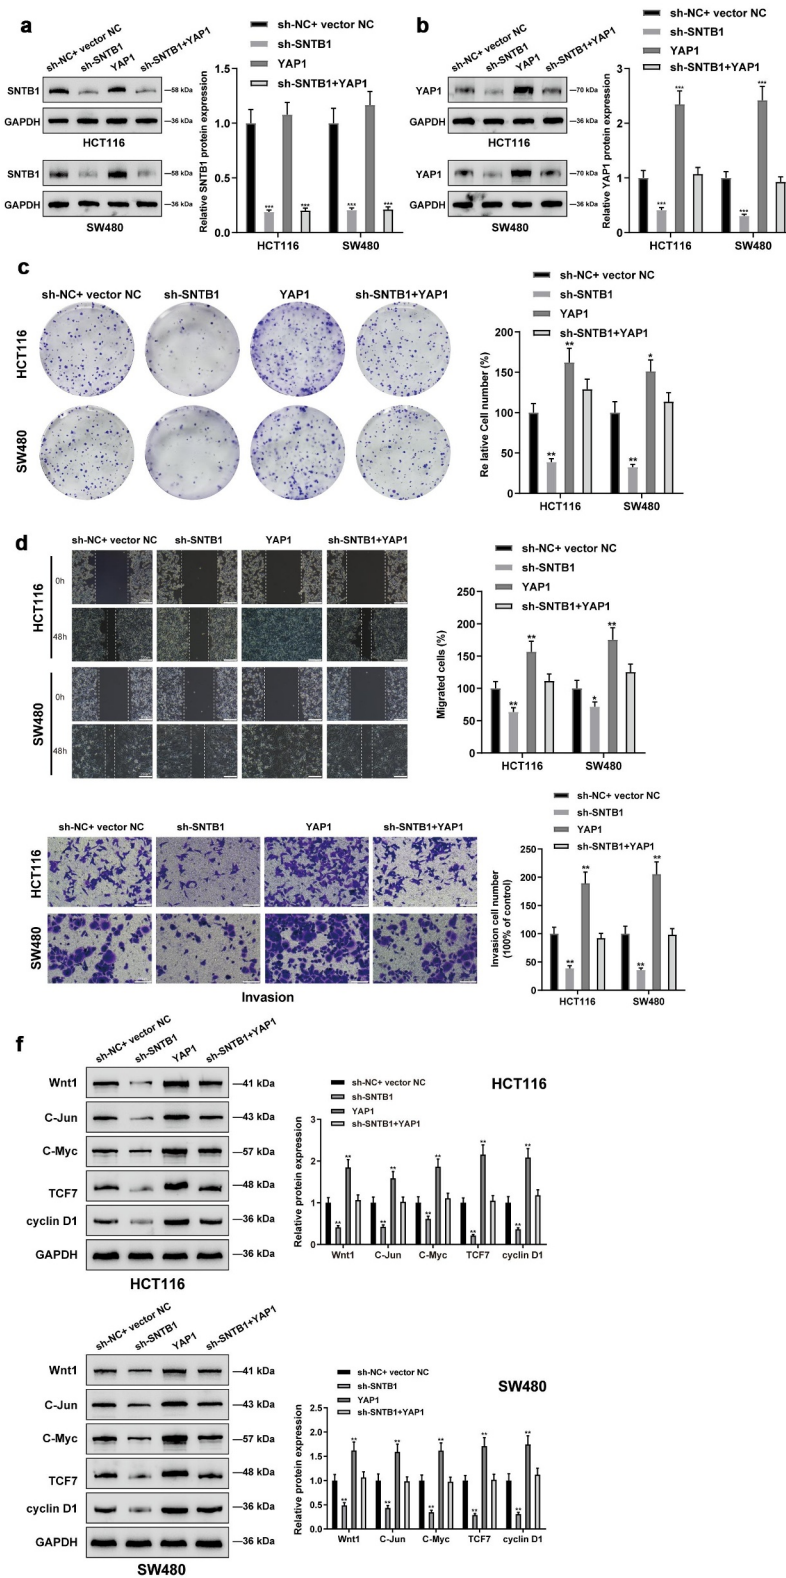 a
sh-NC+ vector NC
sh-SNTB1
YAP1
sh-SNTB1+YAP1
SNTB1
58 kDa
GAPDH
36 kDa
HCT116
SNTB1
58 kDa
GAPDH
36 kDa
SW480
sh-NC+ vector NC
sh-SNTB1
YAP1
sh-SNTB1+YAP1
Relative SNTB1 protein expression
1.5
1.0
0.5
0.0
***
***
***
***
HCT116
SW480
b
sh-NC+ vector NC
sh-SNTB1
YAP1
sh-SNTB1+YAP1
YAP1
70 kDa
GAPDH
36 kDa
HCT116
YAP1
70 kDa
GAPDH
36 kDa
SW480
sh-NC+ vector NC
sh-SNTB1
YAP1
sh-SNTB1+YAP1
Relative YAP1 protein expression
3
2
1
0
***
***
***
***
HCT116
SW480
c
sh-NC+ vector NC
sh-SNTB1
YAP1
sh-SNTB1+YAP1
HCT116
SW480
sh-NC+ vector NC
sh-SNTB1
YAP1
sh-SNTB1+YAP1
Re lative Cell number (%)
200
150
100
50
0
**
**
**
*
HCT116
SW480
d
sh-NC+ vector NC
sh-SNTB1
YAP1
sh-SNTB1+YAP1
HCT116
0h
48h
SW480
0h
48h
sh-NC+ vector NC
sh-SNTB1
YAP1
sh-SNTB1+YAP1
Migrated cells (%)
250
200
150
100
50
0
**
**
*
**
HCT116
SW480
sh-NC+ vector NC
sh-SNTB1
YAP1
sh-SNTB1+YAP1
HCT116
SW480
Invasion
sh-NC+ vector NC
sh-SNTB1
YAP1
sh-SNTB1+YAP1
Invasion cell number
(100% of control)
250
200
150
100
50
0
**
**
**
**
HCT116
SW480
f
sh-NC+ vector NC
sh-SNTB1
YAP1
sh-SNTB1+YAP1
Wnt1
41 kDa
C-Jun
43 kDa
C-Myc
57 kDa
TCF7
48 kDa
cyclin D1
36 kDa
GAPDH
36 kDa
HCT116
HCT116
sh-NC+ vector NC
sh-SNTB1
YAP1
sh-SNTB1+YAP1
Relative protein expression
3
2
1
0
**
**
**
**
**
**
**
**
**
**
Wnt1
C-Jun
C-Myc
TCF7
cyclin D1
sh-NC+ vector NC
sh-SNTB1
YAP1
sh-SNTB1+YAP1
Wnt1
41 kDa
C-Jun
43 kDa
C-Myc
57 kDa
TCF7
48 kDa
cyclin D1
36 kDa
GAPDH
36 kDa
SW480
SW480
sh-NC+ vector NC
sh-SNTB1
YAP1
sh-SNTB1+YAP1
Relative protein expression
2.5
2.0
1.5
1.0
0.5
0.0
**
**
**
**
**
**
**
**
**
**
Wnt1
C-Jun
C-Myc
TCF7
cyclin D1